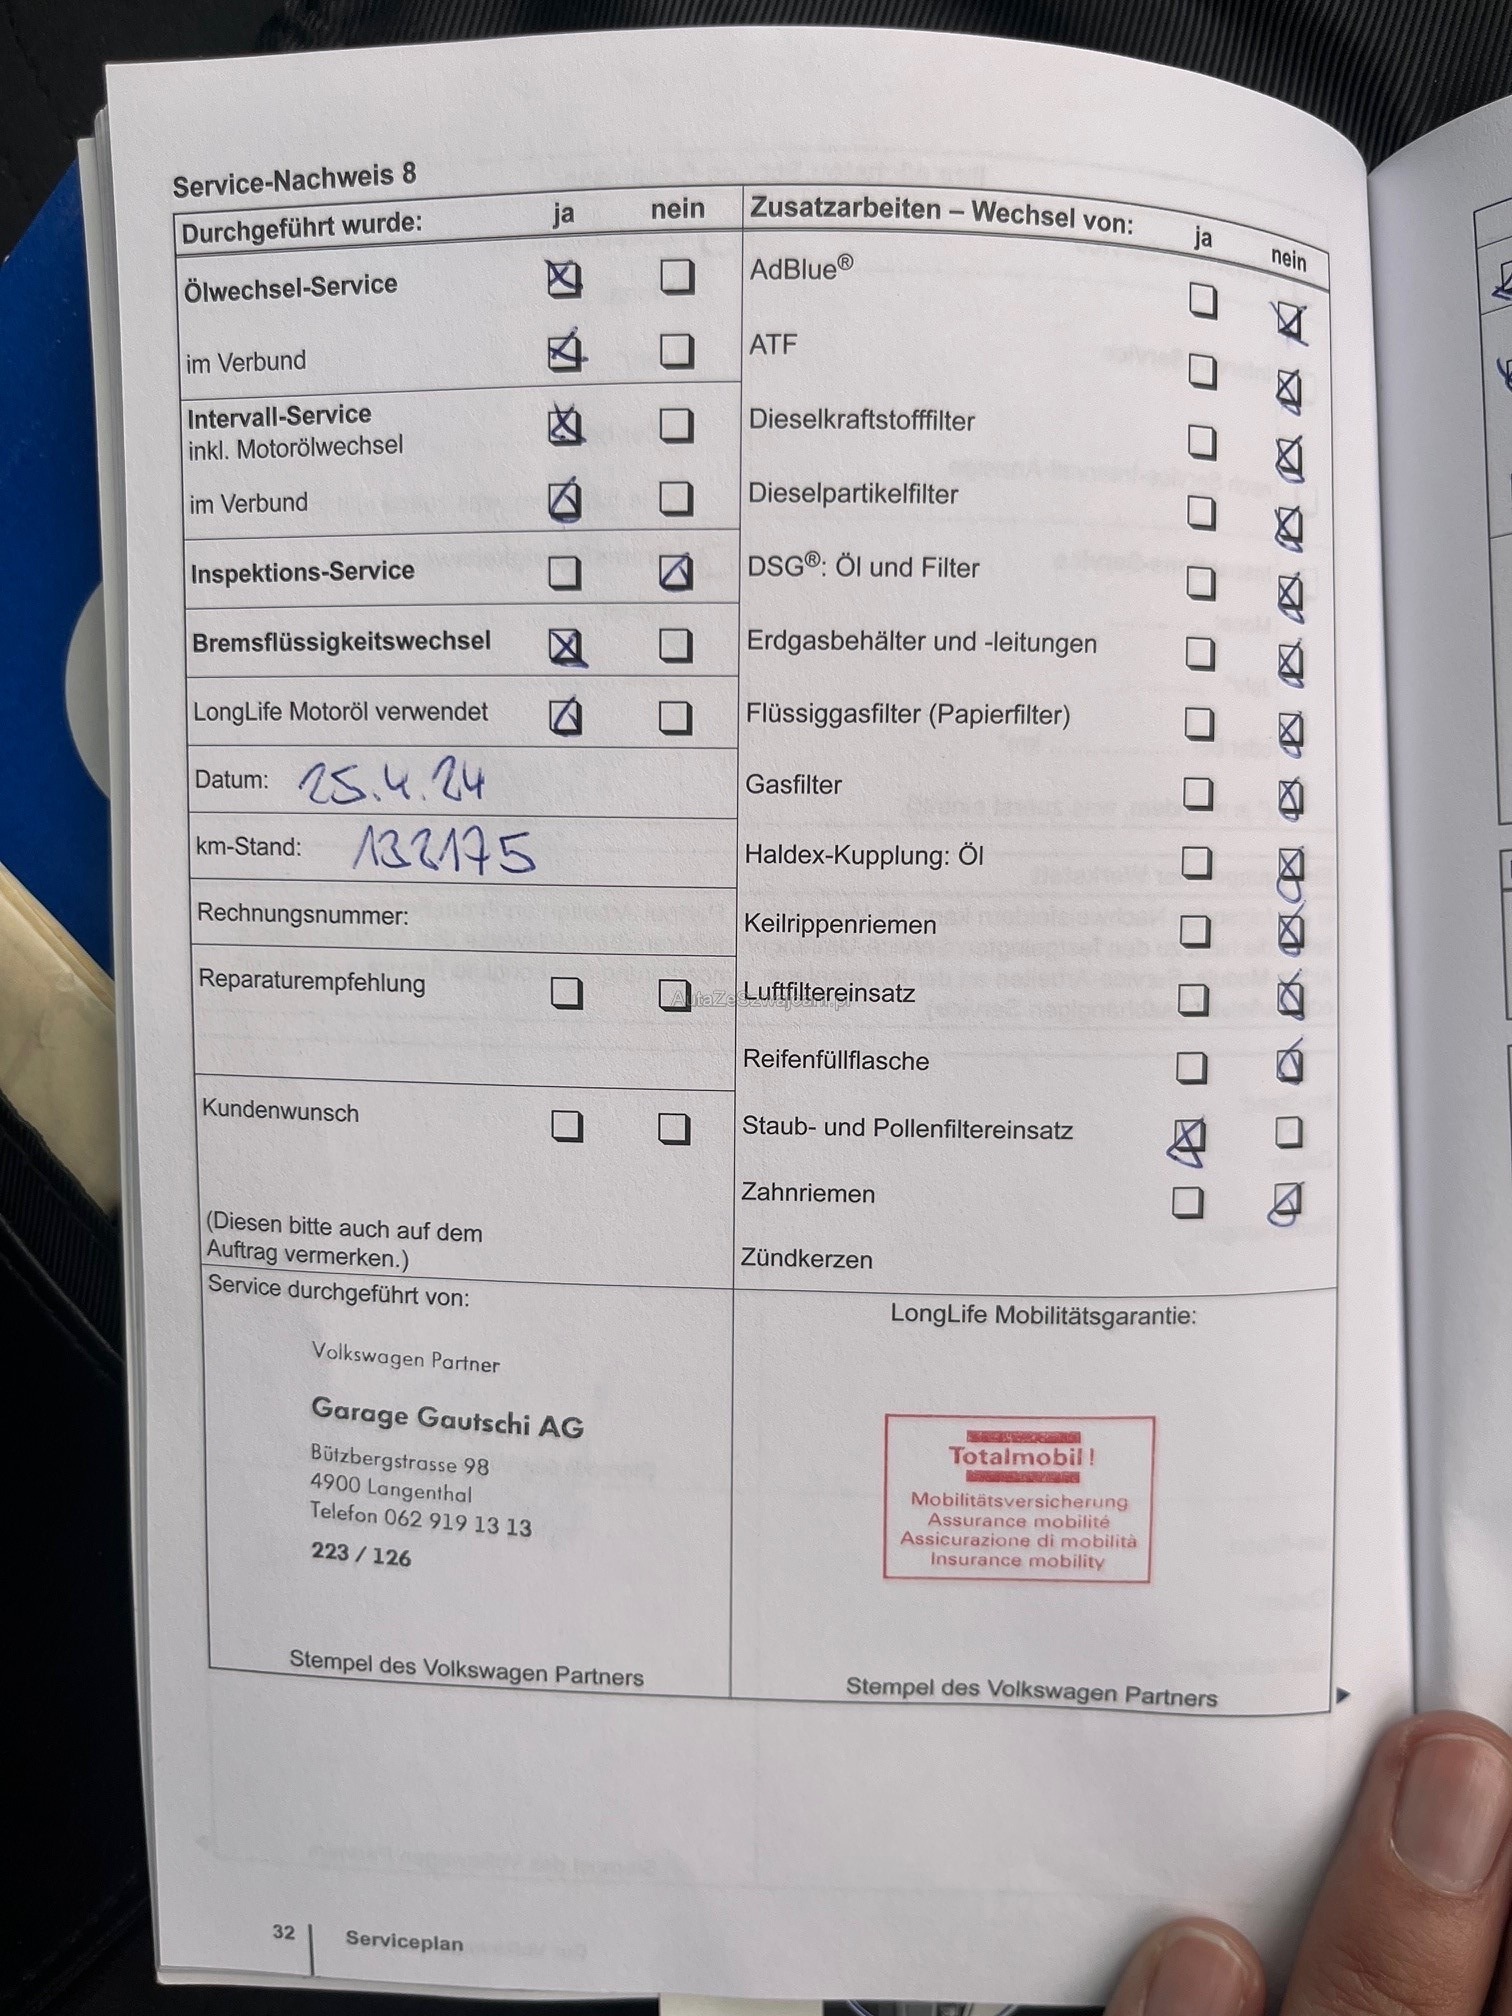 Service-Nachweis 8
Durchgeführt wurde: ja nein
Ölwechsel-Service
im Verbund
Intervall-Service
inkl. Motorölwechsel
im Verbund
Inspektions-Service
Bremsflüssigkeitswechsel
LongLife Motoröl verwendet
Datum: 25.4.24
km-Stand: 132175
Rechnungsnummer:
Reparaturempfehlung
Kundenwunsch
(Diesen bitte auch auf dem
Auftrag vermerken.)
Zusatzarbeiten – Wechsel von: ja nein
AdBlue®
ATF
Dieselkraftstofffilter
Dieselpartikelfilter
DSG®: Öl und Filter
Erdgasbehälter und -leitungen
Flüssiggasfilter (Papierfilter)
Gasfilter
Haldex-Kupplung: Öl
Keilrippenriemen
Luftfiltereinsatz
Reifenfüllflasche
Staub- und Pollenfiltereinsatz
Zahnriemen
Zündkerzen
AutaZeSzwajcarii.pl
Service durchgeführt von:
Volkswagen Partner
Garage Gautschi AG
Bützbergstrasse 98
4900 Langenthal
Telefon 062 919 13 13
223 / 126
Stempel des Volkswagen Partners
LongLife Mobilitätsgarantie:
Totalmobil!
Mobilitätsversicherung
Assurance mobilité
Assicurazione di mobilità
Insurance mobility
Stempel des Volkswagen Partners
32 Serviceplan